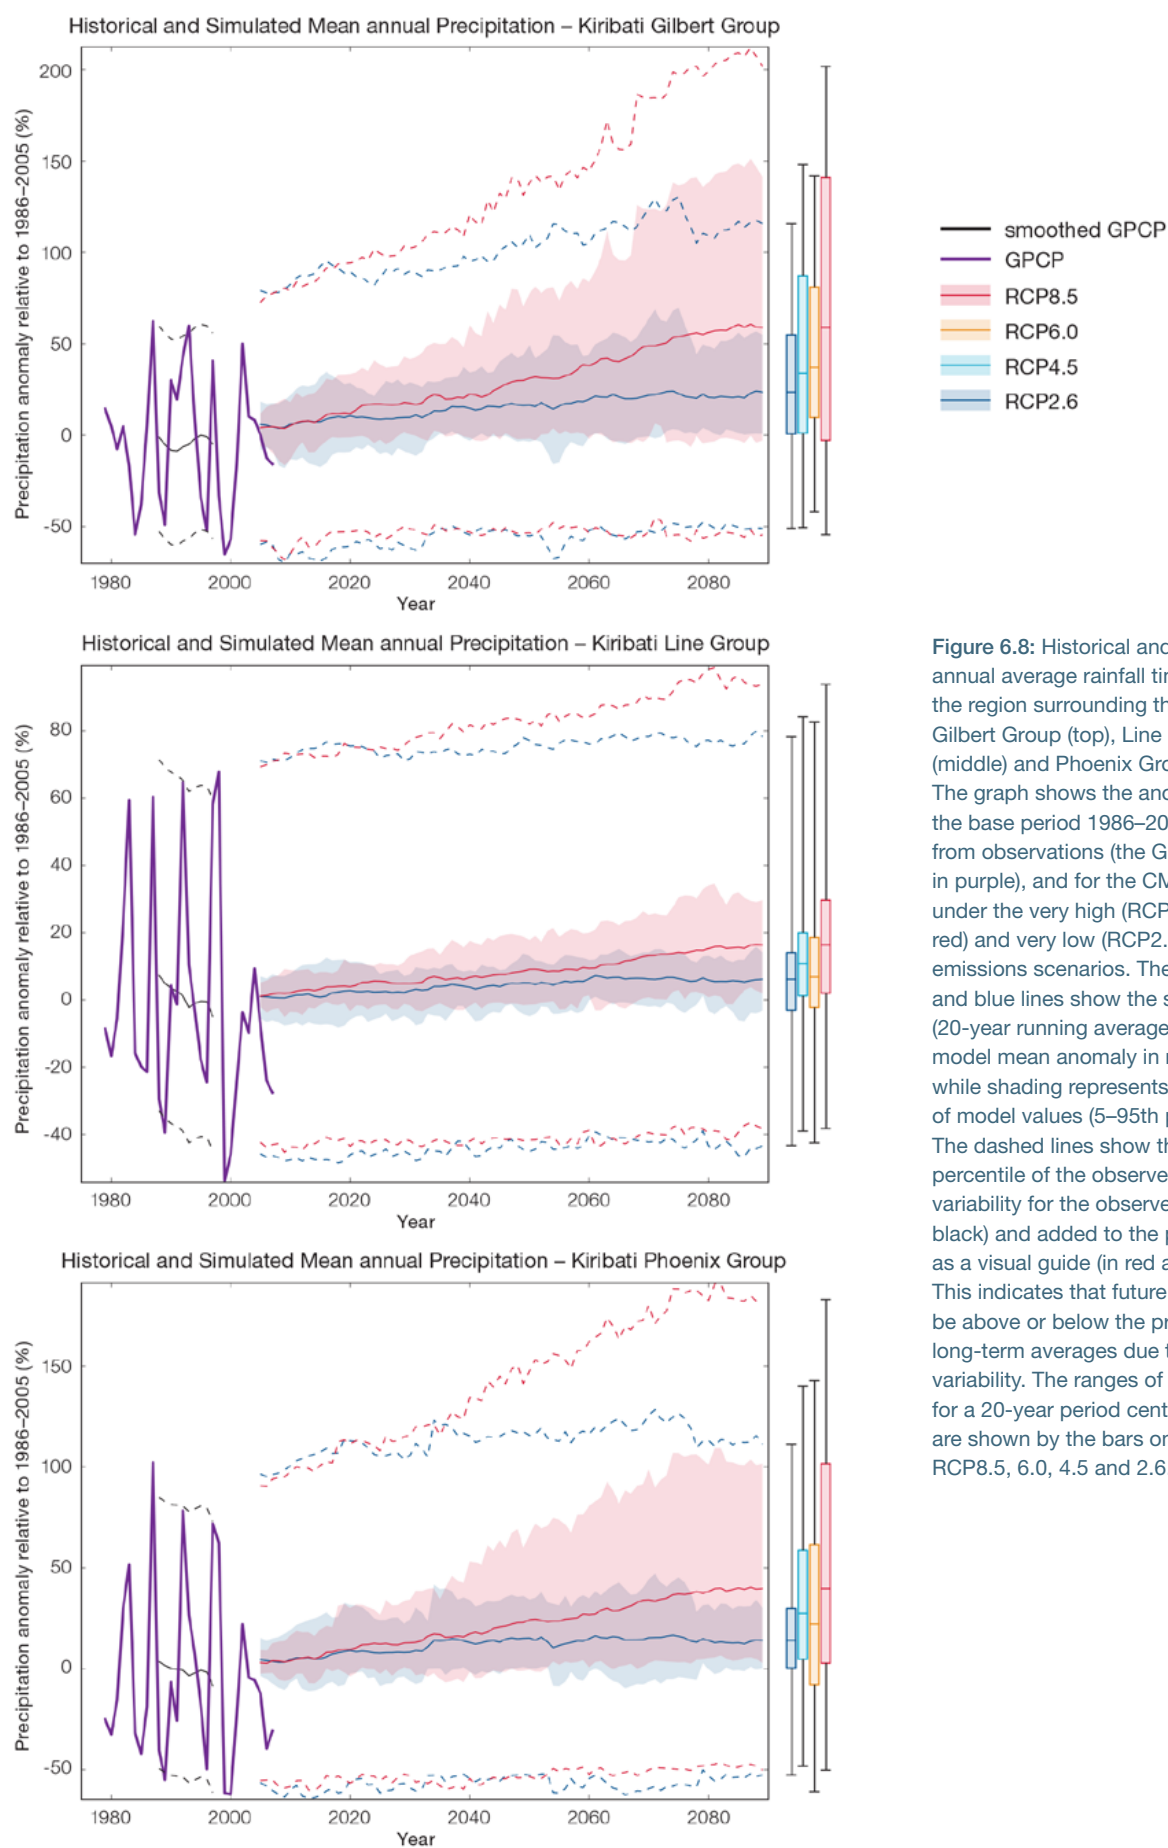 Historical and Simulated Mean annual Precipitation – Kiribati Gilbert Group
Precipitation anomaly relative to 1986–2005 (%)
200
150
100
50
0
-50
1980 2000 2020 2040 2060 2080
Year
smoothed GPCP
GPCP
RCP8.5
RCP6.0
RCP4.5
RCP2.6
Historical and Simulated Mean annual Precipitation – Kiribati Line Group
Precipitation anomaly relative to 1986–2005 (%)
80
60
40
20
0
-20
-40
1980 2000 2020 2040 2060 2080
Year
Historical and Simulated Mean annual Precipitation – Kiribati Phoenix Group
Precipitation anomaly relative to 1986–2005 (%)
150
100
50
0
-50
1980 2000 2020 2040 2060 2080
Year
Figure 6.8: Historical and
annual average rainfall tim
the region surrounding th
Gilbert Group (top), Line
(middle) and Phoenix Gro
The graph shows the ano
the base period 1986–20
from observations (the G
in purple), and for the CM
under the very high (RCP
red) and very low (RCP2.
emissions scenarios. The
and blue lines show the s
(20-year running average
model mean anomaly in r
while shading represents
of model values (5–95th p
The dashed lines show th
percentile of the observe
variability for the observe
black) and added to the p
as a visual guide (in red a
This indicates that future
be above or below the pr
long-term averages due t
variability. The ranges of
for a 20-year period cent
are shown by the bars on
RCP8.5, 6.0, 4.5 and 2.6